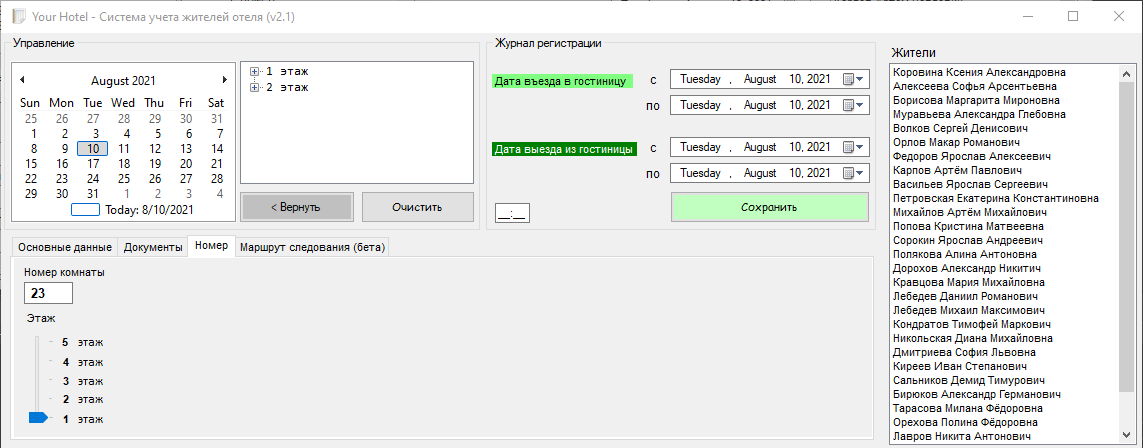 Your Hotel - Система учета жителей отеля (v2.1)
Управление
August 2021
Sun Mon Tue Wed Thu Fri Sat
25 26 27 28 29 30 31
1 2 3 4 5 6 7
8 9 10 11 12 13 14
15 16 17 18 19 20 21
22 23 24 25 26 27 28
29 30 31 1 2 3 4
Today: 8/10/2021
1 этаж
2 этаж
< Вернуть
Очистить
Журнал регистрации
Дата въезда в гостиницу с Tuesday , August 10, 2021
по Tuesday , August 10, 2021
Дата выезда из гостиницы с Tuesday , August 10, 2021
по Tuesday , August 10, 2021
__:__
Сохранить
Основные данные Документы Номер Маршрут следования (бета)
Номер комнаты
23
Этаж
5 этаж
4 этаж
3 этаж
2 этаж
1 этаж
Жители
Коровина Ксения Александровна
Алексеева Софья Арсентьевна
Борисова Маргарита Мироновна
Муравьева Александра Глебовна
Волков Сергей Денисович
Орлов Макар Романович
Федоров Ярослав Алексеевич
Карпов Артём Павлович
Васильев Ярослав Сергеевич
Петровская Екатерина Константиновна
Михайлов Артём Михайлович
Попова Кристина Матвеевна
Сорокин Ярослав Андреевич
Полякова Алина Антоновна
Дорохов Александр Никитич
Кравцова Мария Михайловна
Лебедев Даниил Романович
Лебедев Михаил Максимович
Кондратов Тимофей Маркович
Никольская Диана Михайловна
Дмитриева София Львовна
Киреев Иван Степанович
Сальников Демид Тимурович
Бирюков Александр Германович
Тарасова Милана Фёдоровна
Орехова Полина Фёдоровна
Лавров Никита Антонович